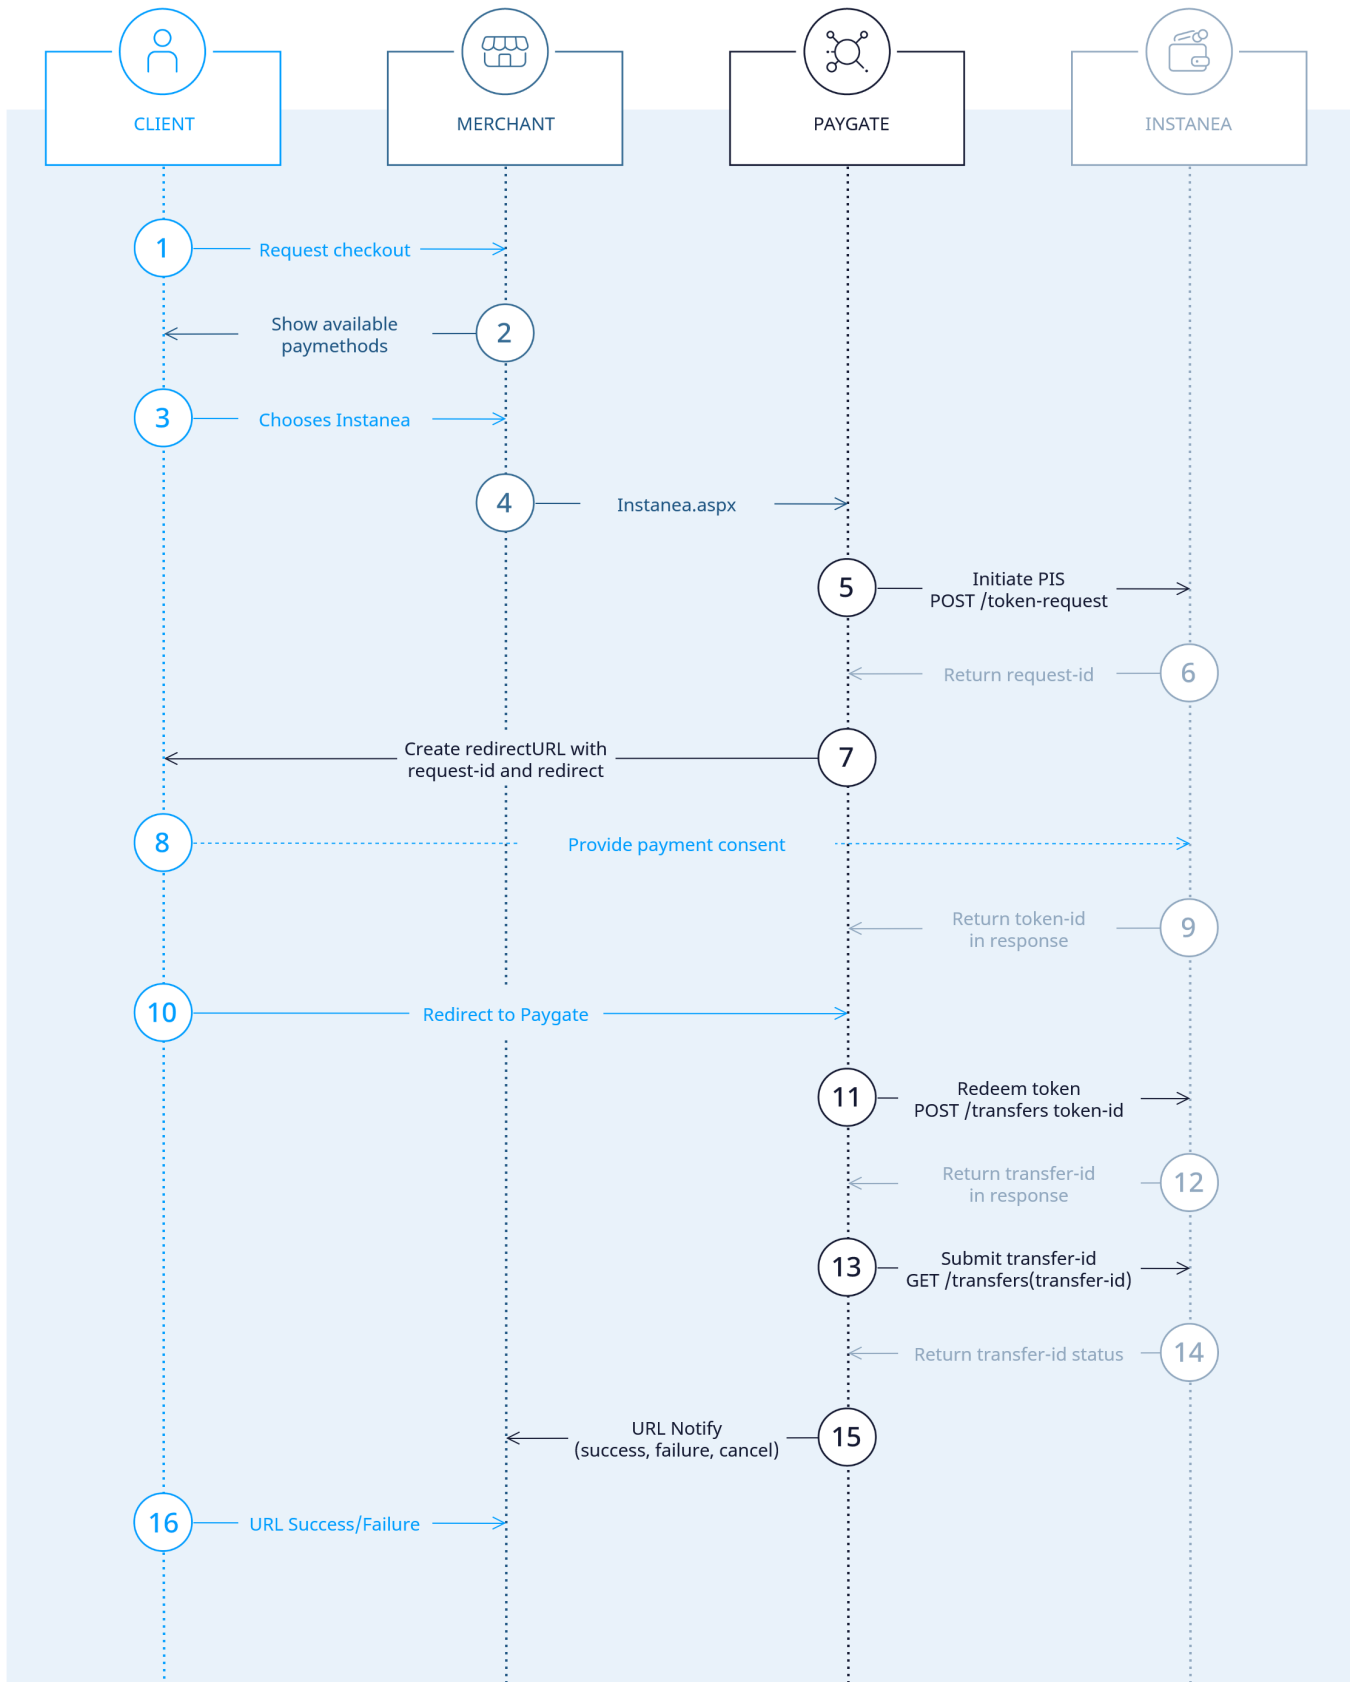 CLIENT
MERCHANT
PAYGATE
INSTANEA
1
Request checkout
Show available
paymethods
2
3
Chooses Instanea
4
Instanea.aspx
5
Initiate PIS
POST /token-request
Return request-id
6
Create redirectURL with
request-id and redirect
7
8
Provide payment consent
Return token-id
in response
9
10
Redirect to Paygate
11
Redeem token
POST /transfers token-id
Return transfer-id
in response
12
13
Submit transfer-id
GET /transfers(transfer-id)
Return transfer-id status
14
URL Notify
(success, failure, cancel)
15
16
URL Success/Failure